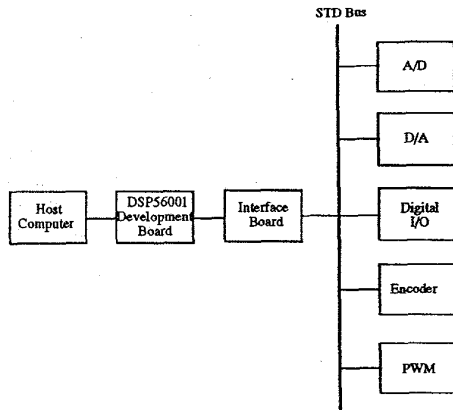 STD Bus
A/D
D/A
Host
Computer
DSP56001
Development
Board
Interface
Board
Digital
I/O
Encoder
PWM